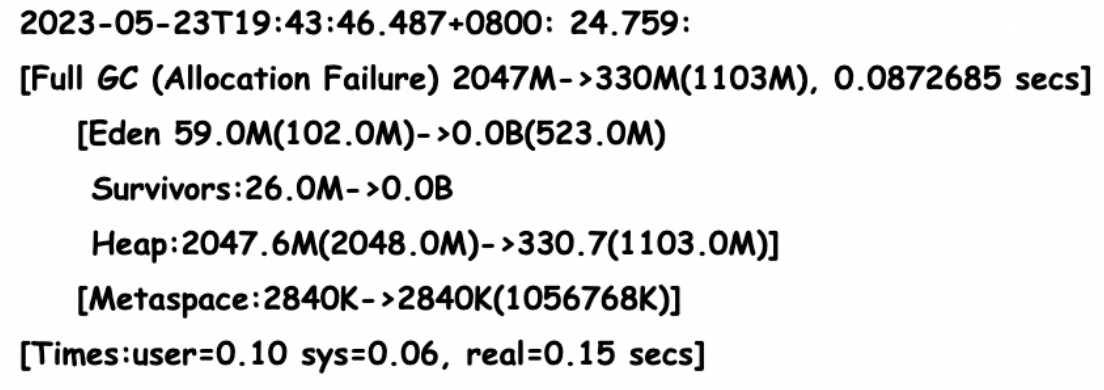 2023-05-23T19:43:46.487+0800: 24.759:
[Full GC (Allocation Failure) 2047M->330M(1103M), 0.0872685 secs]
[Eden 59.0M(102.0M)->0.0B(523.0M)
Survivors:26.0M->0.0B
Heap:2047.6M(2048.0M)->330.7(1103.0M)]
[Metaspace:2840K->2840K(1056768K)]
[Times:user=0.10 sys=0.06, real=0.15 secs]